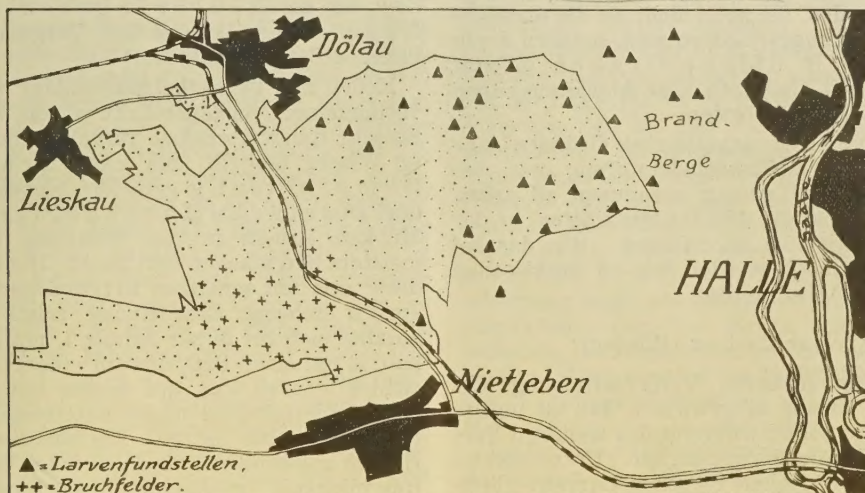 Dölau
Brand-
Berge
Lieskau
Saale
HALLE
Nietleben
▲ = Larvenfundstellen,
++ = Bruchfelder.